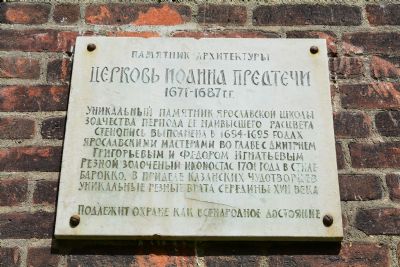 ПАМЯТНИК АРХИТЕКТУРЫ
ЦЕРКОВЬ ИОАННА ПРЕДТЕЧИ
1671-1687 ГГ.
УНИКАЛЬНЫЙ ПАМЯТНИК ЯРОСЛАВСКОЙ ШКОЛЫ
ЗОДЧЕСТВА ПЕРИОДА ЕЕ НАИВЫСШЕГО РАСЦВЕТА
СТЕНОПИСЬ ВЫПОЛНЕНА В 1694-1695 ГОДАХ
ЯРОСЛАВСКИМИ МАСТЕРАМИ ВО ГЛАВЕ С ДМИТРИЕМ
ГРИГОРЬЕВЫМ И ФЕДОРОМ ИГНАТЬЕВЫМ
РЕЗНОЙ ЗОЛОЧЕНЫЙ ИКОНОСТАС 1701 ГОДА В СТИЛЕ
БАРОККО, В ПРИДЕЛЕ КАЗАНСКИХ ЧУДОТВОРЦЕВ
УНИКАЛЬНЫЕ РЕЗНЫЕ ВРАТА СЕРЕДИНЫ XVII ВЕКА
ПОДЛЕЖИТ ОХРАНЕ КАК ВСЕНАРОДНОЕ ДОСТОЯНИЕ